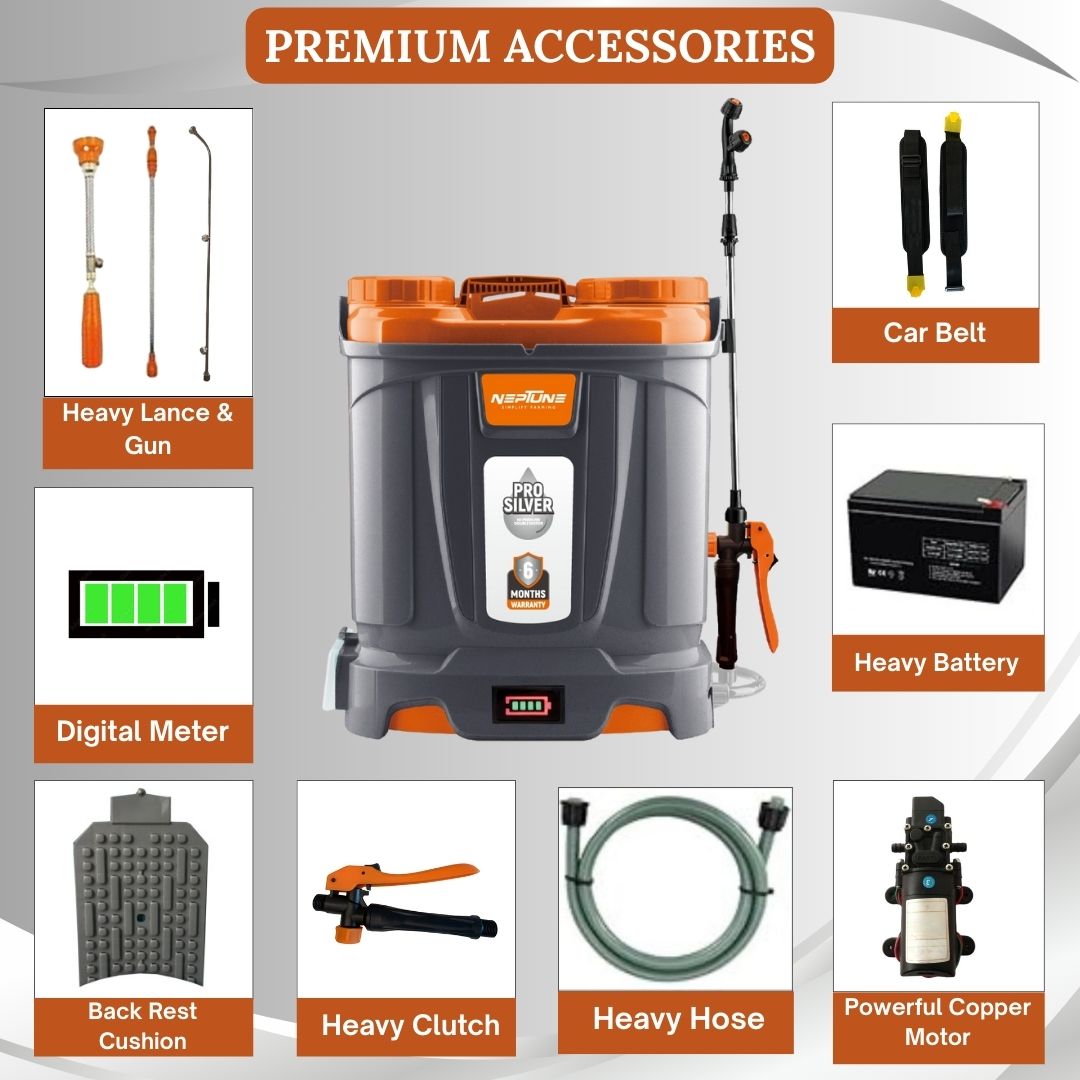 PREMIUM ACCESSORIES
Heavy Lance &
Gun
Car Belt
NEPTUNE
SIMPLIFY FARMING
PRO
SILVER
6
MONTHS
WARRANTY
Digital Meter
Heavy Battery
Back Rest
Cushion
Heavy Clutch
Heavy Hose
Powerful Copper
Motor